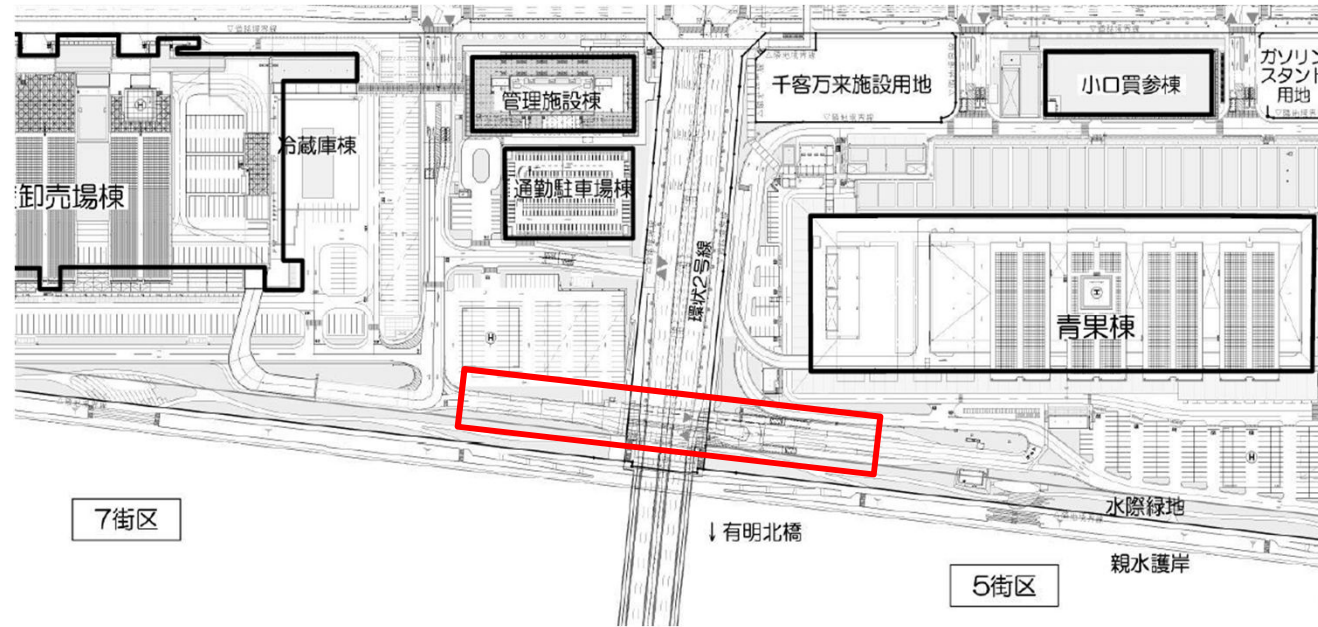 管理施設棟
千客万来施設用地
小口買参棟
ガソリン
スタンド
用地
冷蔵庫棟
通勤駐車場棟
卸売場棟
環状2号線
H
青果棟
H
H
水際緑地
7街区
↓有明北橋
親水護岸
5街区